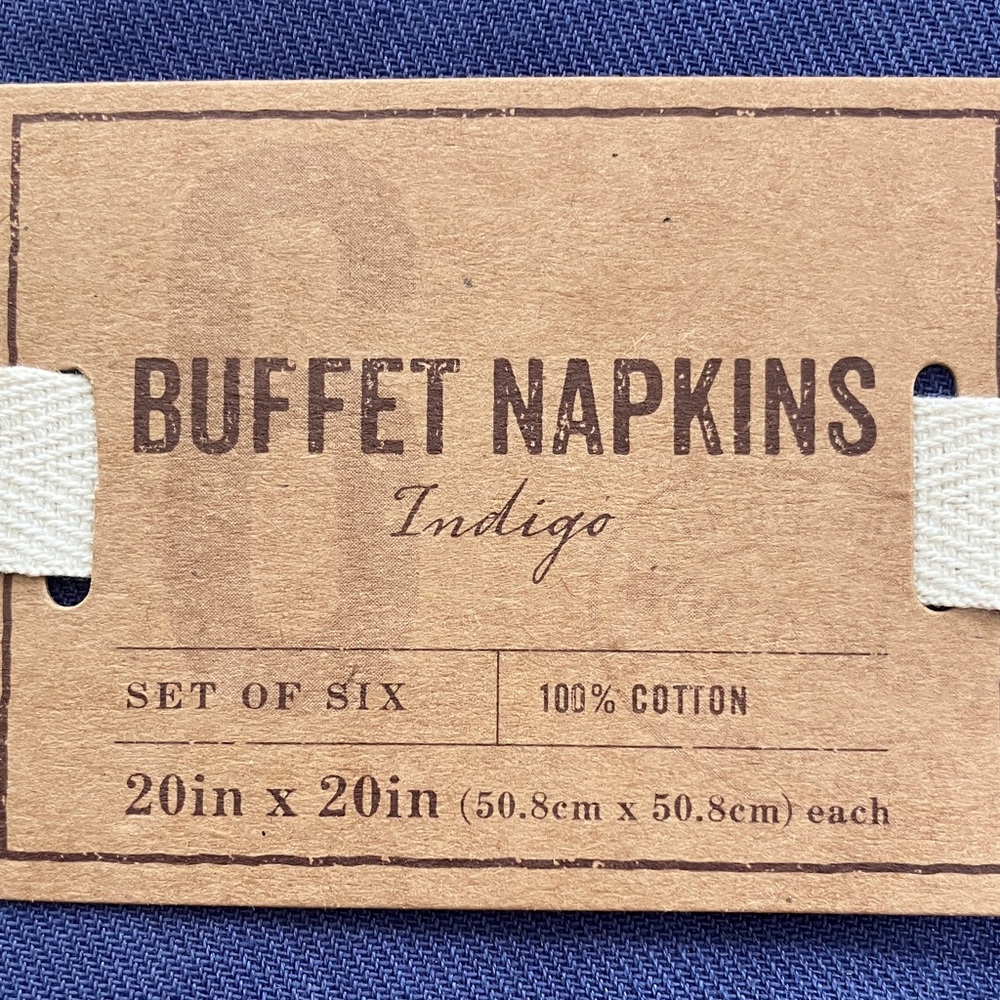 BUFFET NAPKINS
Indigo
SET OF SIX
100% COTTON
20in x 20in (50.8cm x 50.8cm) each